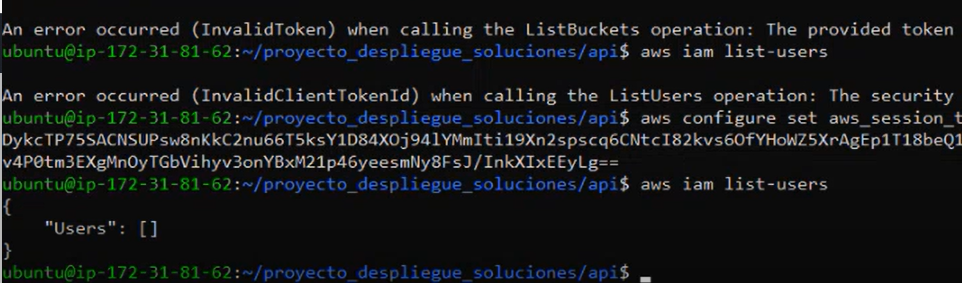 An error occurred (InvalidToken) when calling the ListBuckets operation: The provided token
ubuntu@ip-172-31-81-62:~/proyecto_despliegue_soluciones/api$ aws iam list-users
An error occurred (InvalidClientTokenId) when calling the ListUsers operation: The security
ubuntu@ip-172-31-81-62:~/proyecto_despliegue_soluciones/api$ aws configure set aws_session_t
DykcTP75SACNSUPsw8nKkC2nu66T5ksY1D84XOj94lYMmIti19Xn2spscq6CNtcI82kvs6OfYHoWZ5XrAgEp1T18beQ1
v4P0tm3EXgMnOyTGbVihyv3onYBxM21p46yeesmNy8FsJ/InkXIxEEyLg==
ubuntu@ip-172-31-81-62:~/proyecto_despliegue_soluciones/api$ aws iam list-users
{
"Users": []
}
ubuntu@ip-172-31-81-62:~/proyecto_despliegue_soluciones/api$